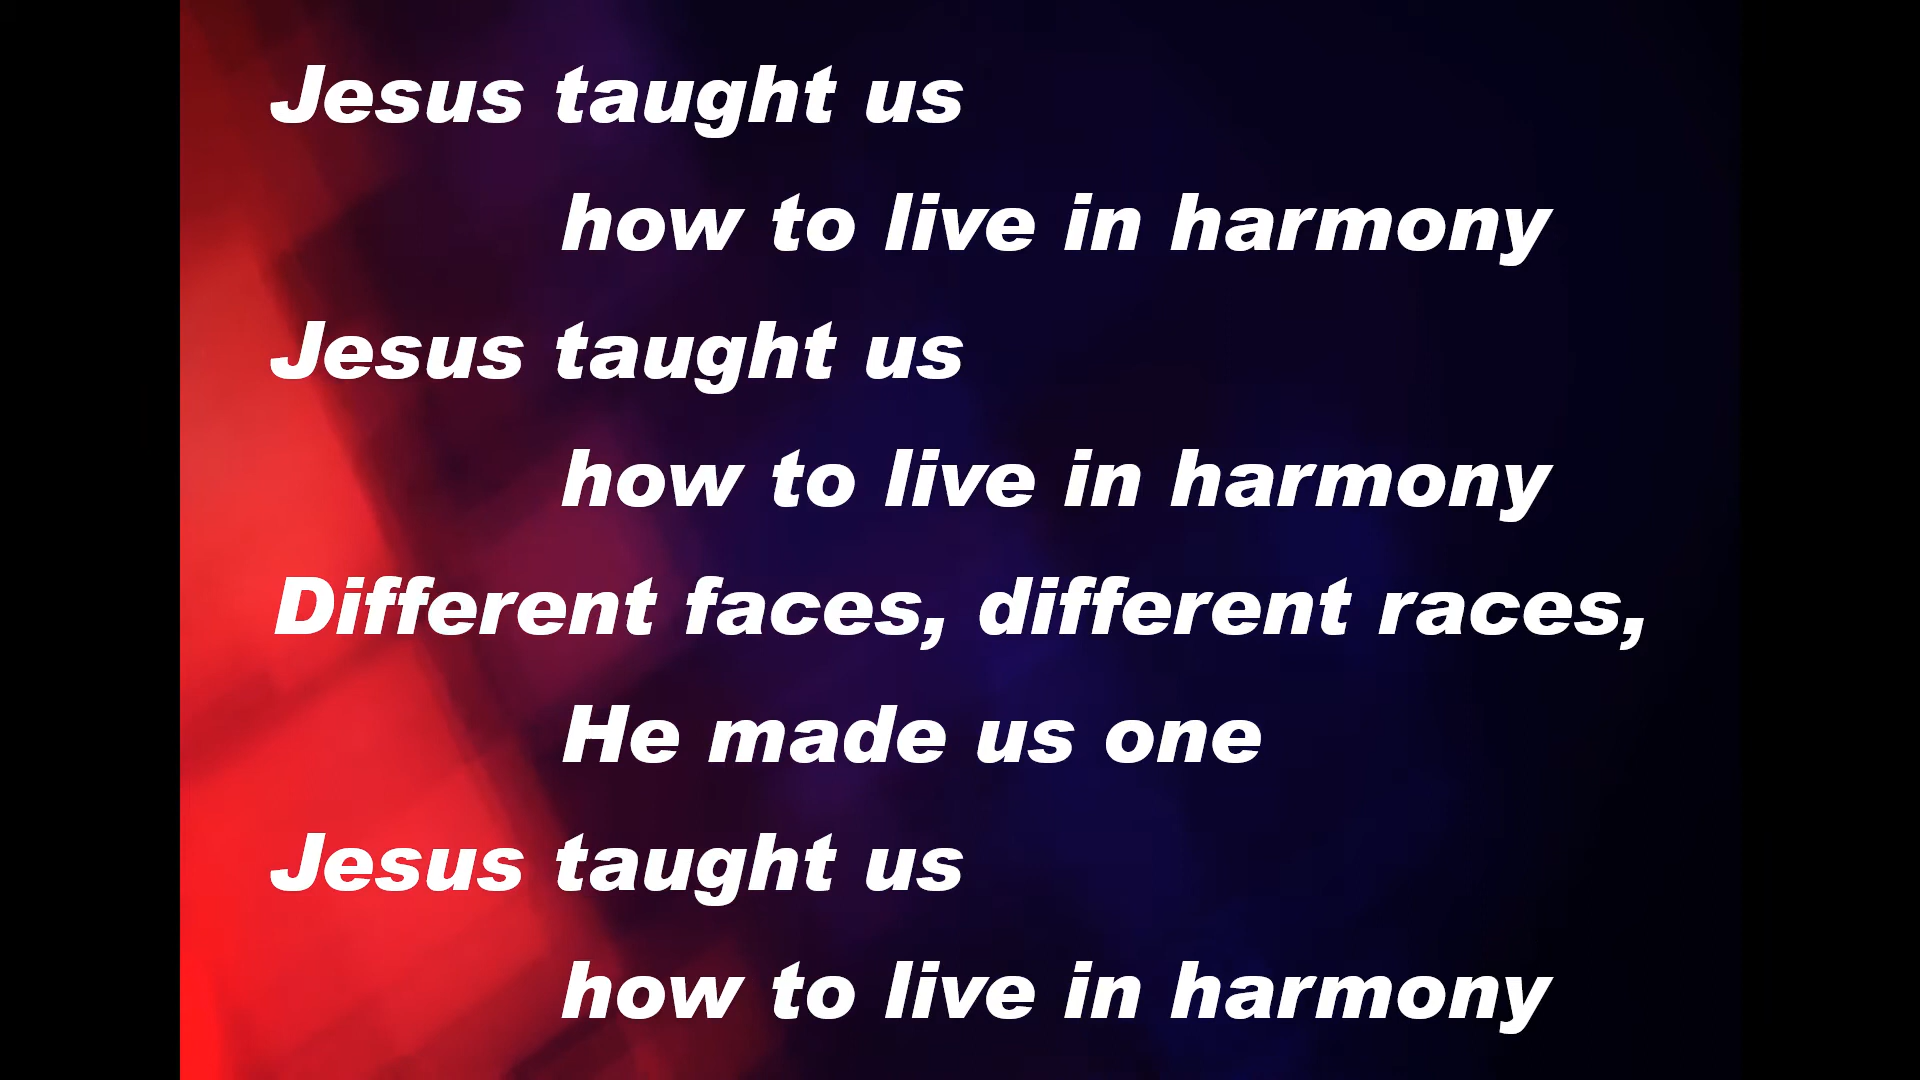 Jesus taught us
how to live in harmony
Jesus taught us
how to live in harmony
Different faces, different races,
He made us one
Jesus taught us
how to live in harmony